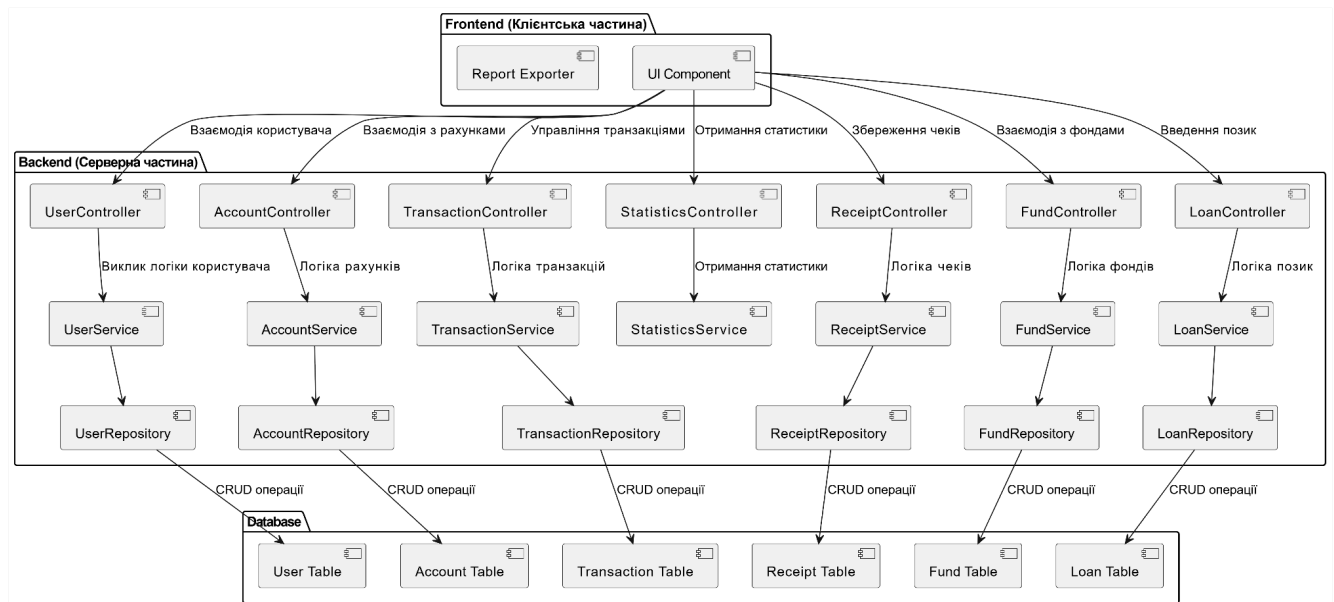 Frontend (Клієнтська частина)
Report Exporter
UI Component
Взаємодія користувача
Взаємодія з рахунками
Управління транзакціями
Отримання статистики
Збереження чеків
Взаємодія з фондами
Введення позик
Backend (Серверна частина)
UserController
AccountController
TransactionController
StatisticsController
ReceiptController
FundController
LoanController
Виклик логіки користувача
Логіка рахунків
Логіка транзакцій
Отримання статистики
Логіка чеків
Логіка фондів
Логіка позик
UserService
AccountService
TransactionService
StatisticsService
ReceiptService
FundService
LoanService
UserRepository
AccountRepository
TransactionRepository
ReceiptRepository
FundRepository
LoanRepository
CRUD операції
CRUD операції
CRUD операції
CRUD операції
CRUD операції
CRUD операції
Database
User Table
Account Table
Transaction Table
Receipt Table
Fund Table
Loan Table